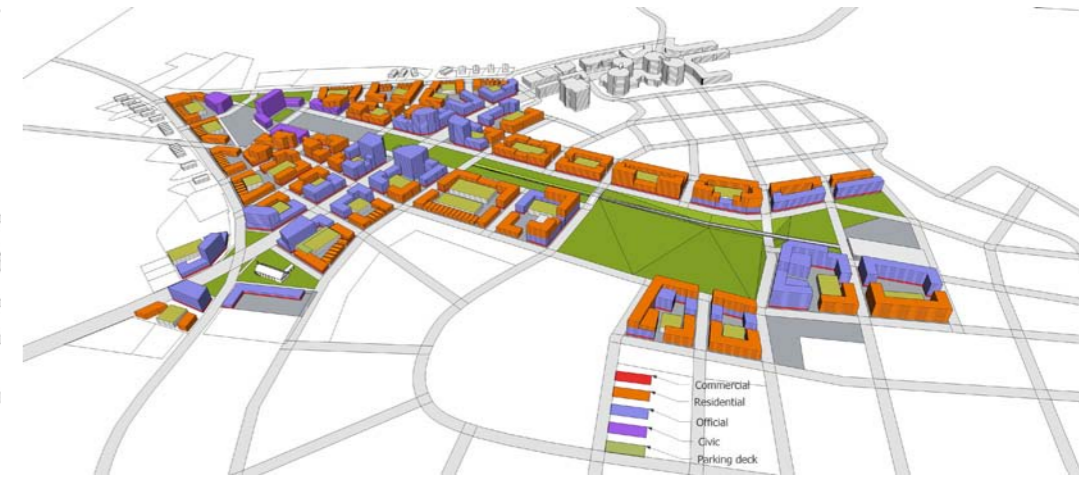 Commercial
Residential
Official
Civic
Parking deck